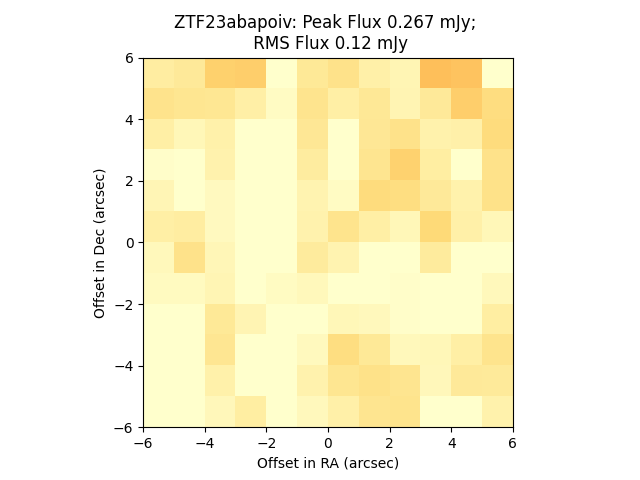 ZTF23abapoiv: Peak Flux 0.267 mJy;
RMS Flux 0.12 mJy
6
4
2
0
−2
−4
−6
Offset in Dec (arcsec)
−6 −4 −2 0 2 4 6
Offset in RA (arcsec)